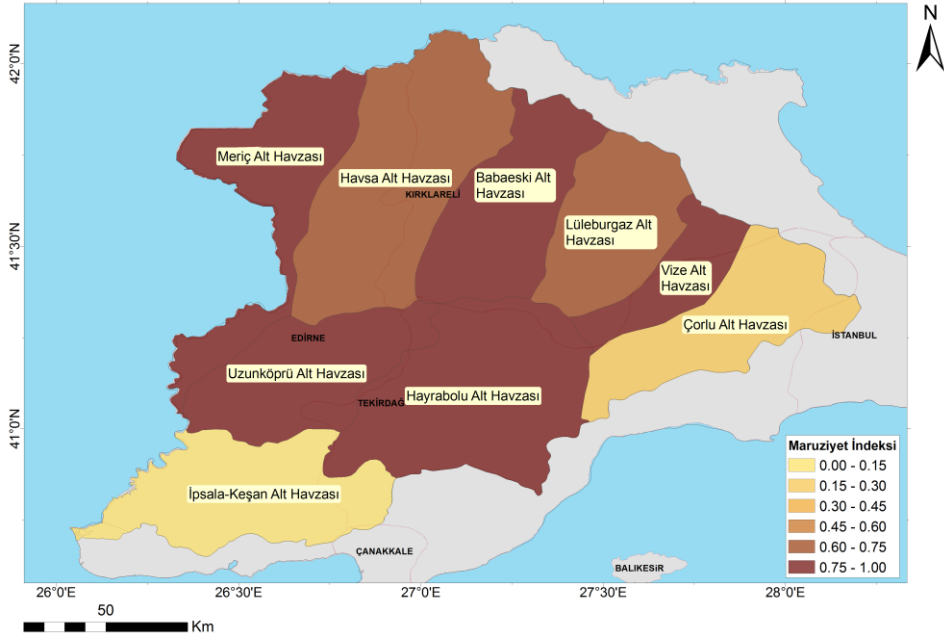 N
42°0'N
41°30'N
41°0'N
Meriç Alt Havzası
Havsa Alt Havzası
KIRKLARELİ
Babaeski Alt
Havzası
Lüleburgaz Alt
Havzası
Vize Alt
Havzası
Çorlu Alt Havzası
İSTANBUL
EDİRNE
Uzunköprü Alt Havzası
TEKİRDAĞ
Hayrabolu Alt Havzası
İpsala-Keşan Alt Havzası
ÇANAKKALE
BALIKESİR
Maruziyet İndeksi
0.00 - 0.15
0.15 - 0.30
0.30 - 0.45
0.45 - 0.60
0.60 - 0.75
0.75 - 1.00
26°0'E
26°30'E
27°0'E
27°30'E
28°0'E
50
Km